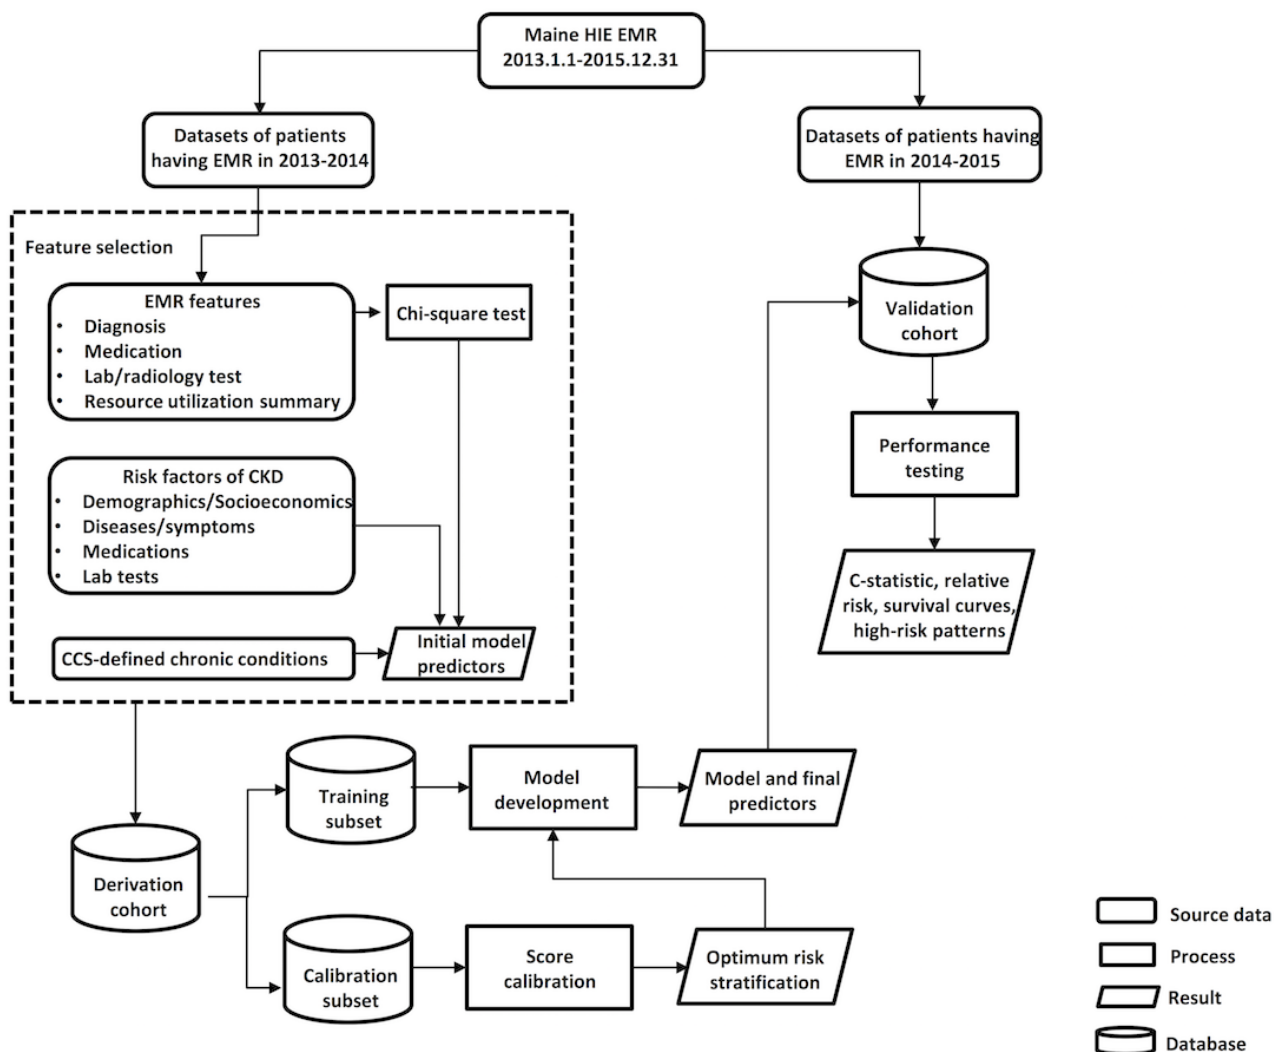 Maine HIE EMR
2013.1.1-2015.12.31
Datasets of patients
having EMR in 2013-2014
Datasets of patients having
EMR in 2014-2015
Feature selection
EMR features
• Diagnosis
• Medication
• Lab/radiology test
• Resource utilization summary
Chi-square test
Risk factors of CKD
• Demographics/Socioeconomics
• Diseases/symptoms
• Medications
• Lab tests
CCS-defined chronic conditions
Initial model
predictors
Validation
cohort
Performance
testing
C-statistic, relative
risk, survival curves,
high-risk patterns
Derivation
cohort
Training
subset
Model
development
Model and final
predictors
Calibration
subset
Score
calibration
Optimum risk
stratification
Source data
Process
Result
Database